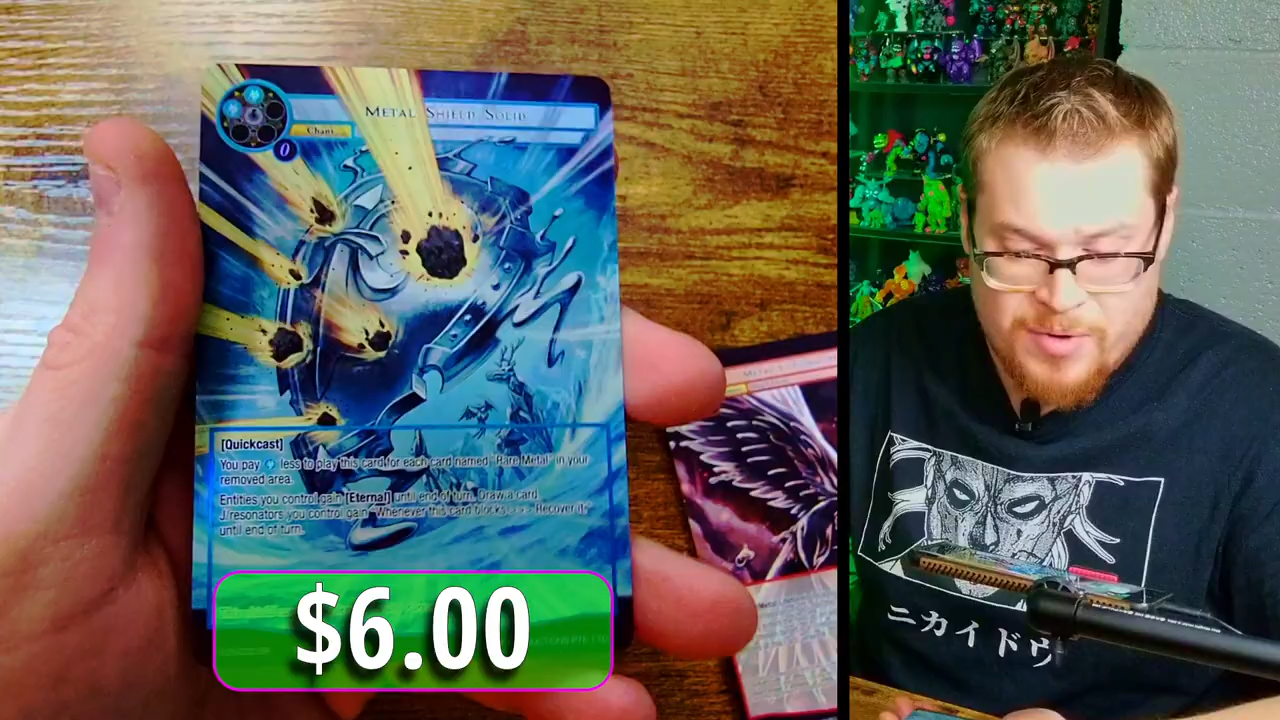 METAL SHIELD SOLID
Chant
0
[Quickcast]
You pay less to play this card for each card named "Rare Metal" in your
removed area.
Entities you control gain [Eternal] until end of turn. Draw a card.
J/resonators you control gain "Whenever this card blocks >>> Recover it"
until end of turn.
$6.00
METAL
ニカイドウ